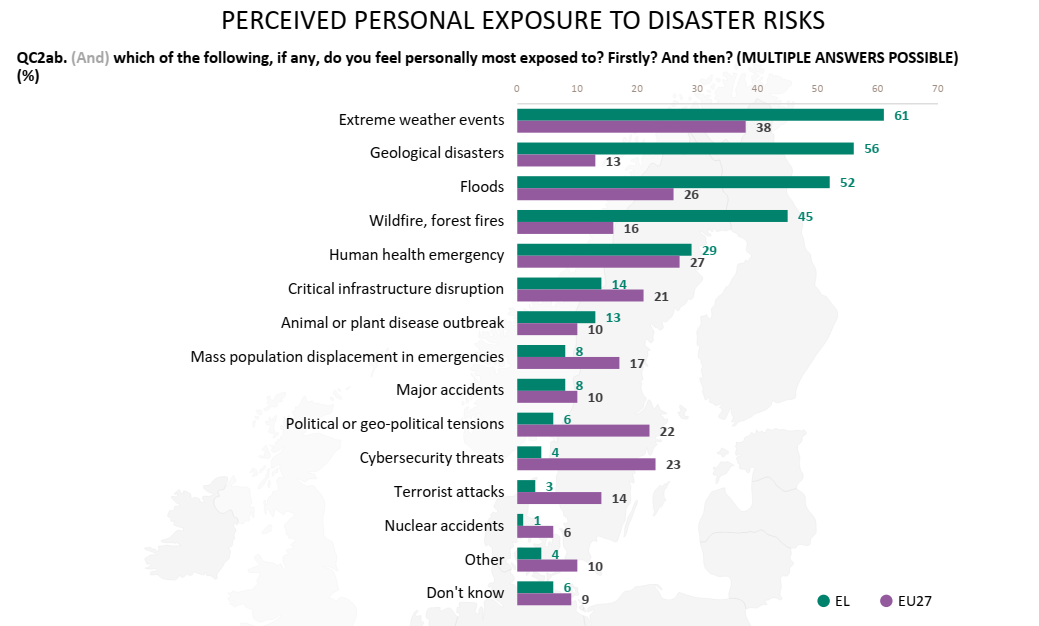 PERCEIVED PERSONAL EXPOSURE TO DISASTER RISKS
QC2ab. (And) which of the following, if any, do you feel personally most exposed to? Firstly? And then? (MULTIPLE ANSWERS POSSIBLE)
(%)
0 10 20 30 40 50 60 70
Extreme weather events 61
38
Geological disasters 56
13
Floods 52
26
Wildfire, forest fires 45
16
Human health emergency 29
27
Critical infrastructure disruption 14
21
Animal or plant disease outbreak 13
10
Mass population displacement in emergencies 8
17
Major accidents 8
10
Political or geo-political tensions 6
22
Cybersecurity threats 4
23
Terrorist attacks 3
14
Nuclear accidents 1
6
Other 4
10
Don't know 6
9
EL EU27